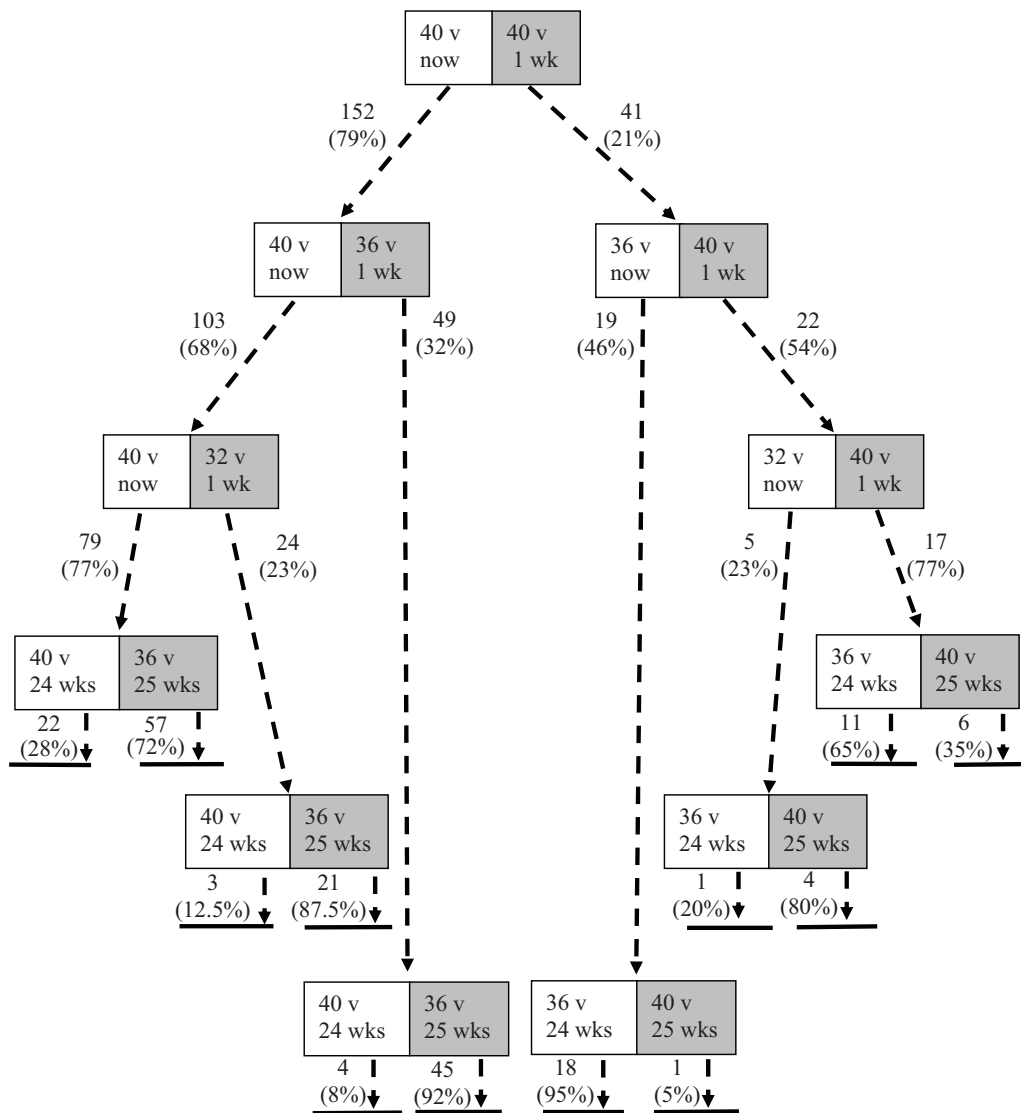 40 v
now
40 v
1 wk
152
(79%)
41
(21%)
40 v
now
36 v
1 wk
36 v
now
40 v
1 wk
103
(68%)
49
(32%)
19
(46%)
22
(54%)
40 v
now
32 v
1 wk
32 v
now
40 v
1 wk
79
(77%)
24
(23%)
5
(23%)
17
(77%)
40 v
24 wks
36 v
25 wks
36 v
24 wks
40 v
25 wks
22
(28%)
57
(72%)
11
(65%)
6
(35%)
40 v
24 wks
36 v
25 wks
36 v
24 wks
40 v
25 wks
3
(12.5%)
21
(87.5%)
1
(20%)
4
(80%)
40 v
24 wks
36 v
25 wks
36 v
24 wks
40 v
25 wks
4
(8%)
45
(92%)
18
(95%)
1
(5%)